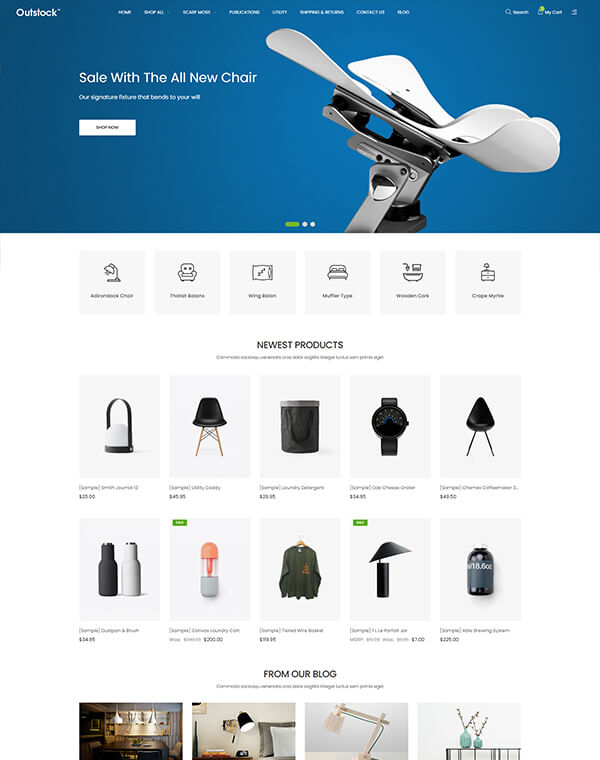 Outstock™
HOME SHOP ALL SCARF MOSS PUBLICATIONS UTILITY SHIPPING & RETURNS CONTACT US BLOG
Search My Cart
Sale With The All New Chair
Our signature fixture that bends to your will
SHOP NOW
Adirondack Chair Thatsit Balans Wing Balan Muffler Type Wooden Cork Crape Myrtle
NEWEST PRODUCTS
Commodo sociosqu venenatis cras dolor sagittis integer luctus sem primis eget
[Sample] Smith Journal 13 [Sample] Utility Caddy [Sample] Laundry Detergent [Sample] Oak Cheese Grater [Sample] Chemex Coffeemaker 3...
$25.00 $45.95 $29.95 $34.95 $49.50
SALE SALE
/18.6oz
[Sample] Dustpan & Brush [Sample] Canvas Laundry Cart [Sample] Tiered Wire Basket [Sample] 1 L Le Parfait Jar [Sample] Able Brewing System
$34.95 Was: $200.00 $119.95 MSRP: Was: $7.00 $225.00
FROM OUR BLOG
Commodo sociosqu venenatis cras dolor sagittis integer luctus sem primis eget